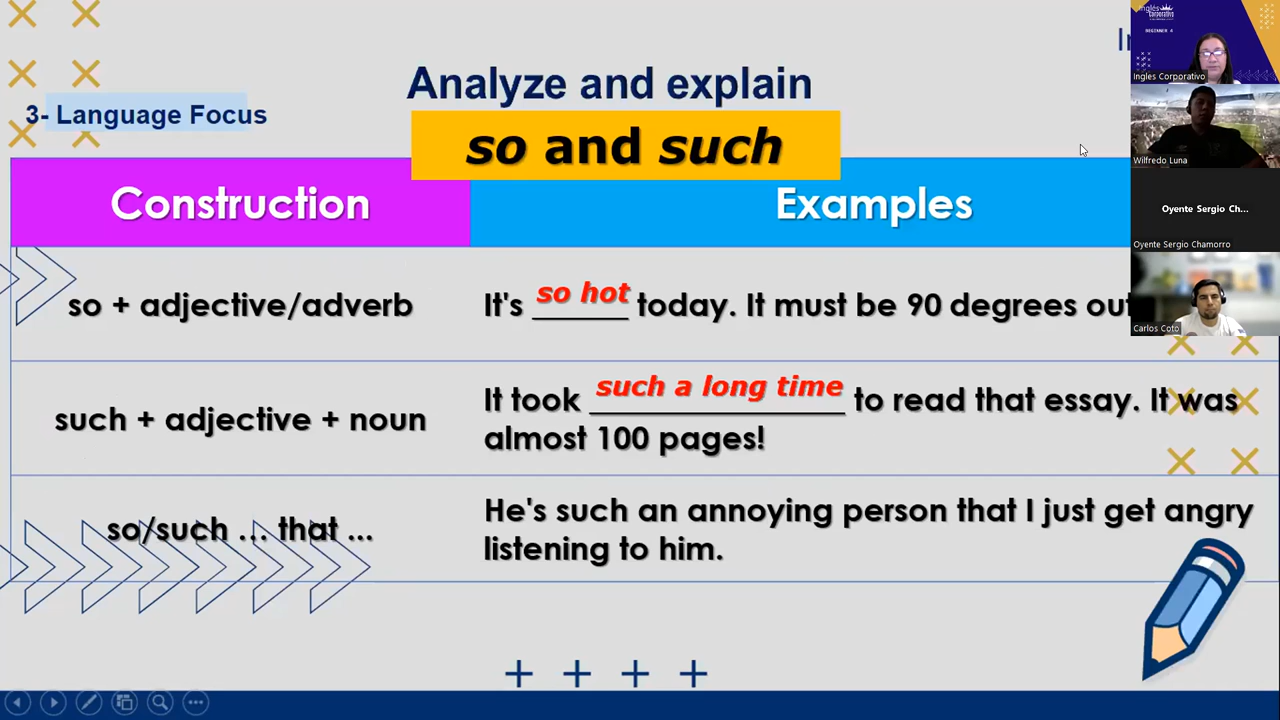 Analyze and explain
3- Language Focus
so and such
Construction
Examples
so + adjective/adverb
It's so hot today. It must be 90 degrees out
such + adjective + noun
It took such a long time to read that essay. It was
almost 100 pages!
so/such ... that ...
He's such an annoying person that I just get angry
listening to him.
BEGINNER 4
Ingles Corporativo
Wilfredo Luna
Oyente Sergio Ch...
Oyente Sergio Chamorro
Carlos Coto